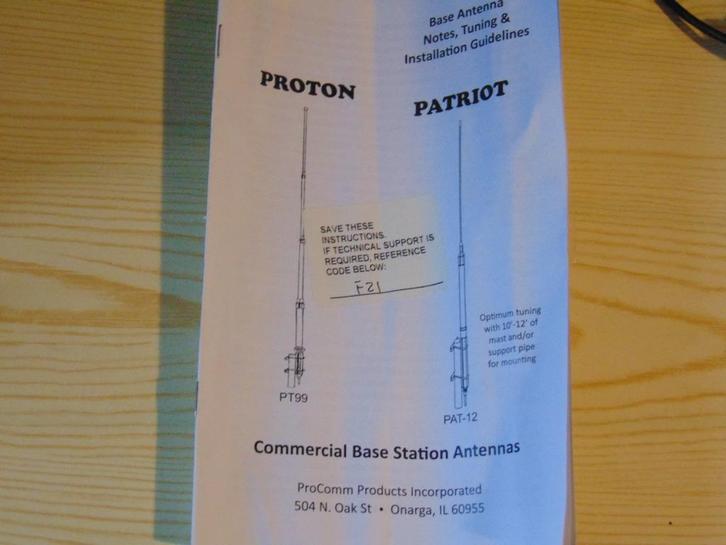 Base Antenna
Notes, Tuning &
Installation Guidelines
PROTON
PATRIOT
SAVE THESE
INSTRUCTIONS.
IF TECHNICAL SUPPORT IS
REQUIRED, REFERENCE
CODE BELOW:
F21
Optimum tuning
with 10'-12' of
mast and/or
support pipe
for mounting
PT99
PAT-12
Commercial Base Station Antennas
ProComm Products Incorporated
504 N. Oak St • Onarga, IL 60955